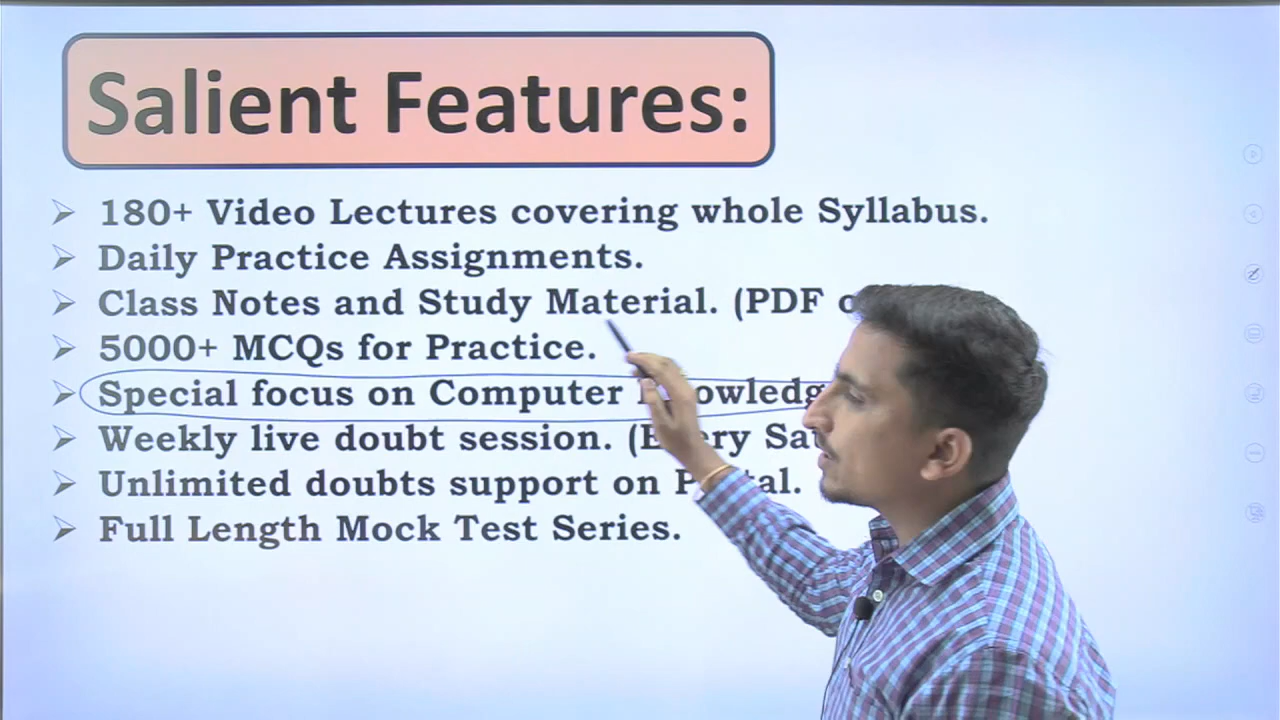 Salient Features:
180+ Video Lectures covering whole Syllabus.
Daily Practice Assignments.
Class Notes and Study Material. (PDF
5000+ MCQs for Practice.
Special focus on Computer
Weekly live doubt session. (
Unlimited doubts support on
Full Length Mock Test Series.